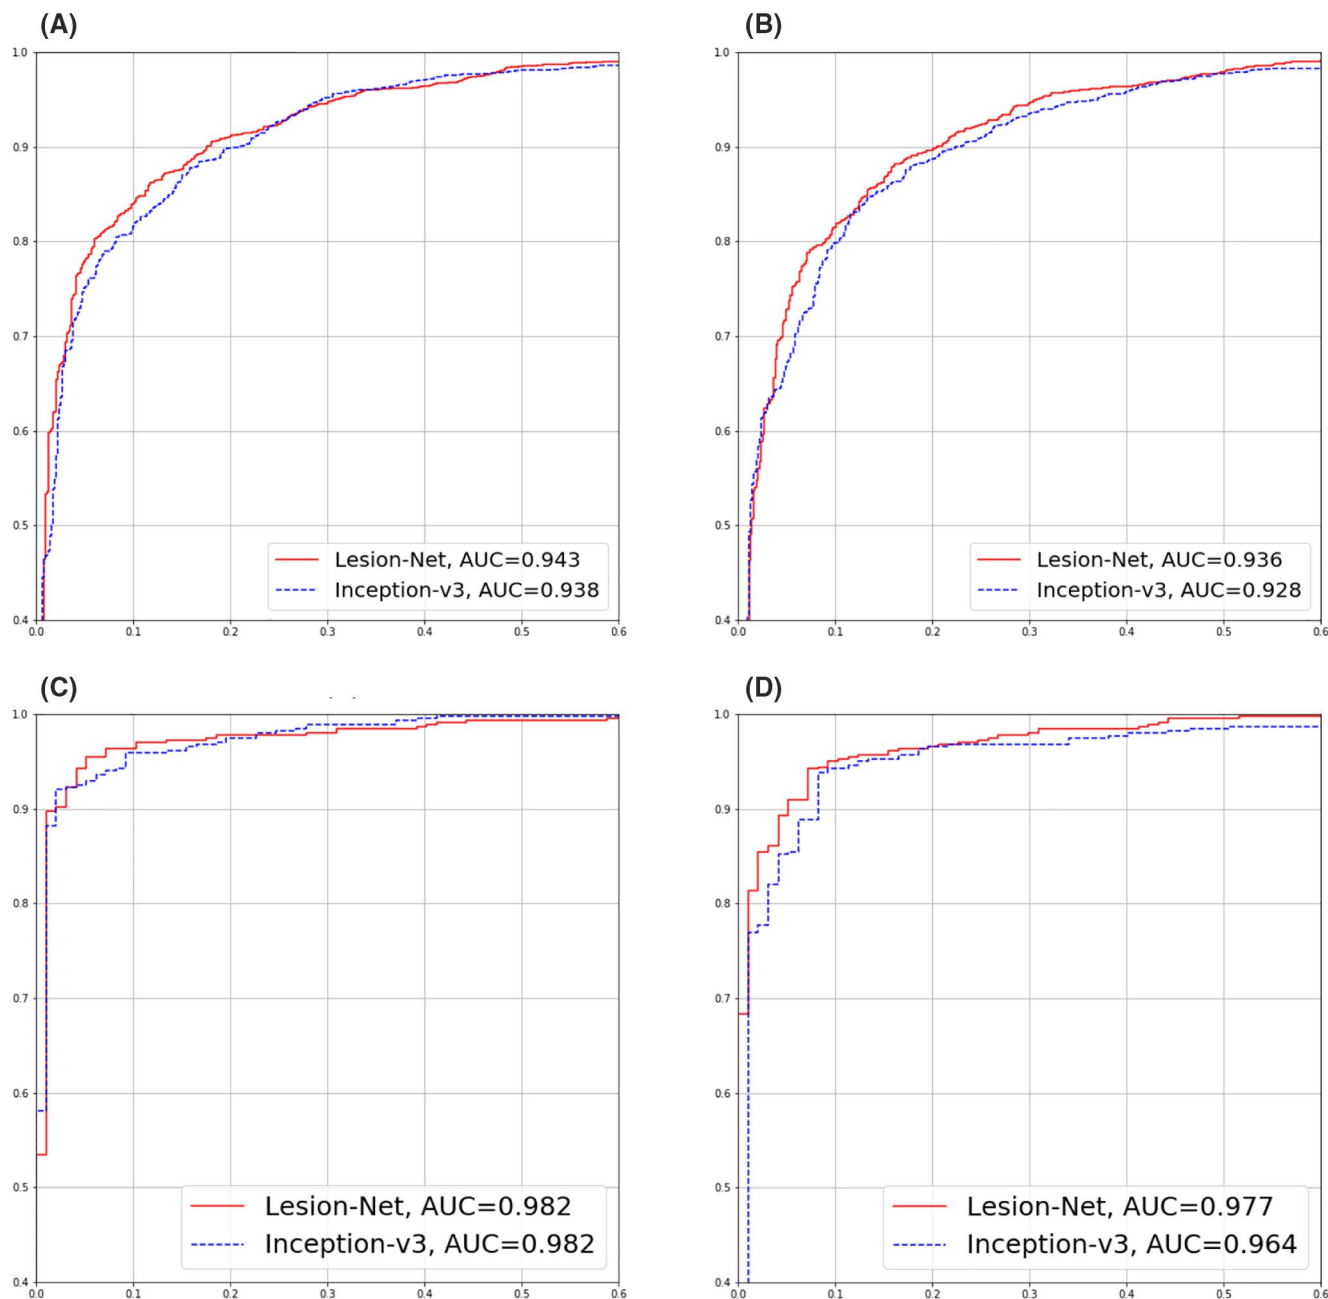 (A)
1.0
0.9
0.8
0.7
0.6
0.5
0.4
Lesion-Net, AUC=0.943
Inception-v3, AUC=0.938
0.0 0.1 0.2 0.3 0.4 0.5 0.6
(B)
1.0
0.9
0.8
0.7
0.6
0.5
0.4
Lesion-Net, AUC=0.936
Inception-v3, AUC=0.928
0.0 0.1 0.2 0.3 0.4 0.5 0.6
(C)
1.0
0.9
0.8
0.7
0.6
0.5
0.4
Lesion-Net, AUC=0.982
Inception-v3, AUC=0.982
0.0 0.1 0.2 0.3 0.4 0.5 0.6
(D)
1.0
0.9
0.8
0.7
0.6
0.5
0.4
Lesion-Net, AUC=0.977
Inception-v3, AUC=0.964
0.0 0.1 0.2 0.3 0.4 0.5 0.6